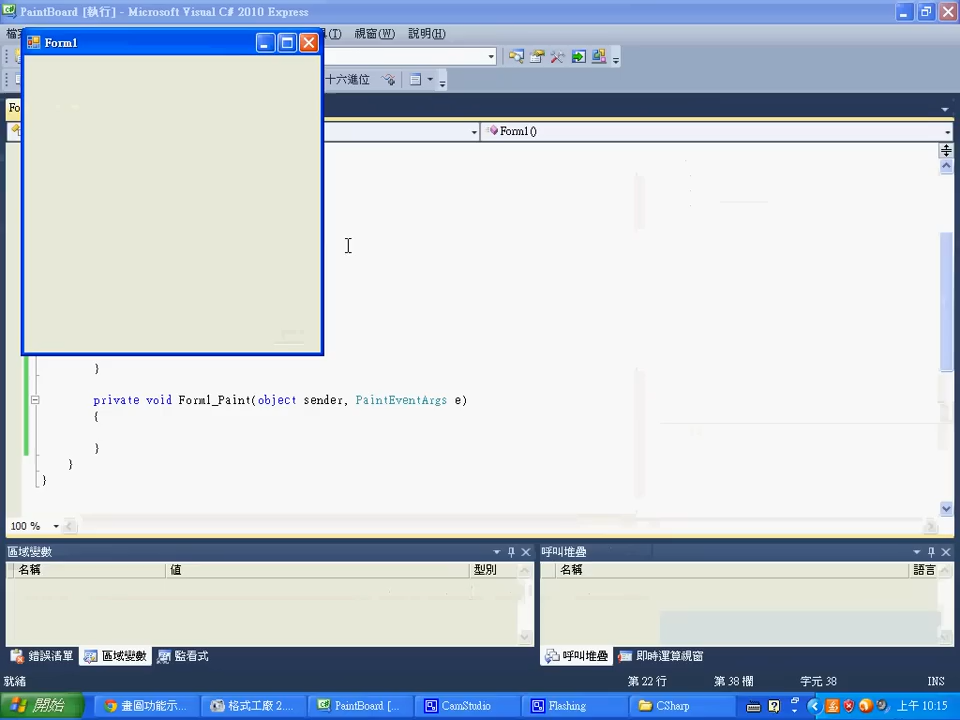 PaintBoard [執行] - Microsoft Visual C# 2010 Express
檔案
(T) 視窗(W) 說明(H)
Form1
十六進位
Fo
Form1()
}
private void Form1_Paint(object sender, PaintEventArgs e)
{
}
}
}
100 %
區域變數
呼叫堆疊
名稱 值 型別
名稱 語言
錯誤清單 區域變數 監看式
呼叫堆疊 即時運算視窗
就緒 第 22 行 第 38 欄 字元 38 INS
開始 畫圖功能示... 格式工廠 2.... PaintBoard [... CamStudio Flashing CSharp 上午 10:15